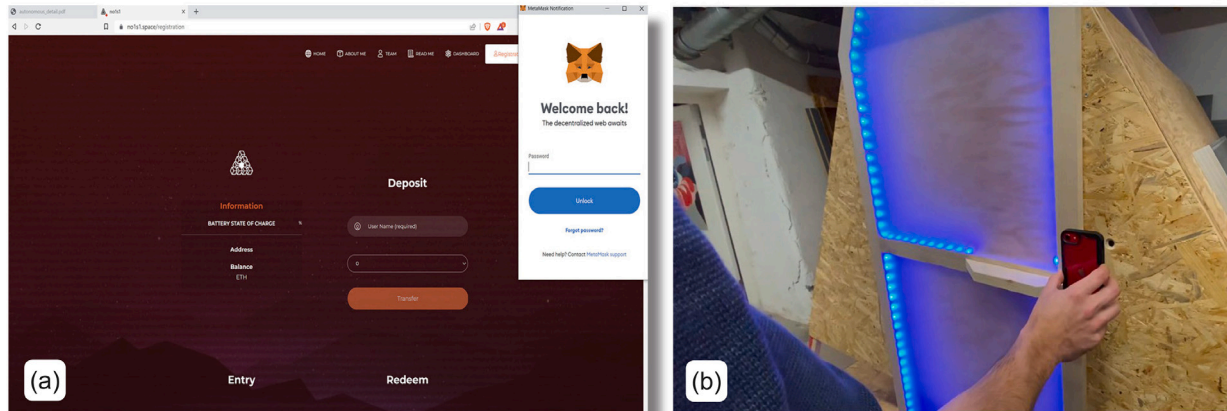 autonomous_detail.pdf
no1s1
MetaMask Notification
no1s1.space/registration
HOME
ABOUT ME
TEAM
READ ME
DASHBOARD
Welcome back!
The decentralized web awaits
Password
Unlock
Forgot password?
Need help? Contact MetaMask support
Information
BATTERY STATE OF CHARGE
%
Address
Balance
ETH
Deposit
User Name (required)
0
Transfer
Entry
Redeem
(a)
(b)